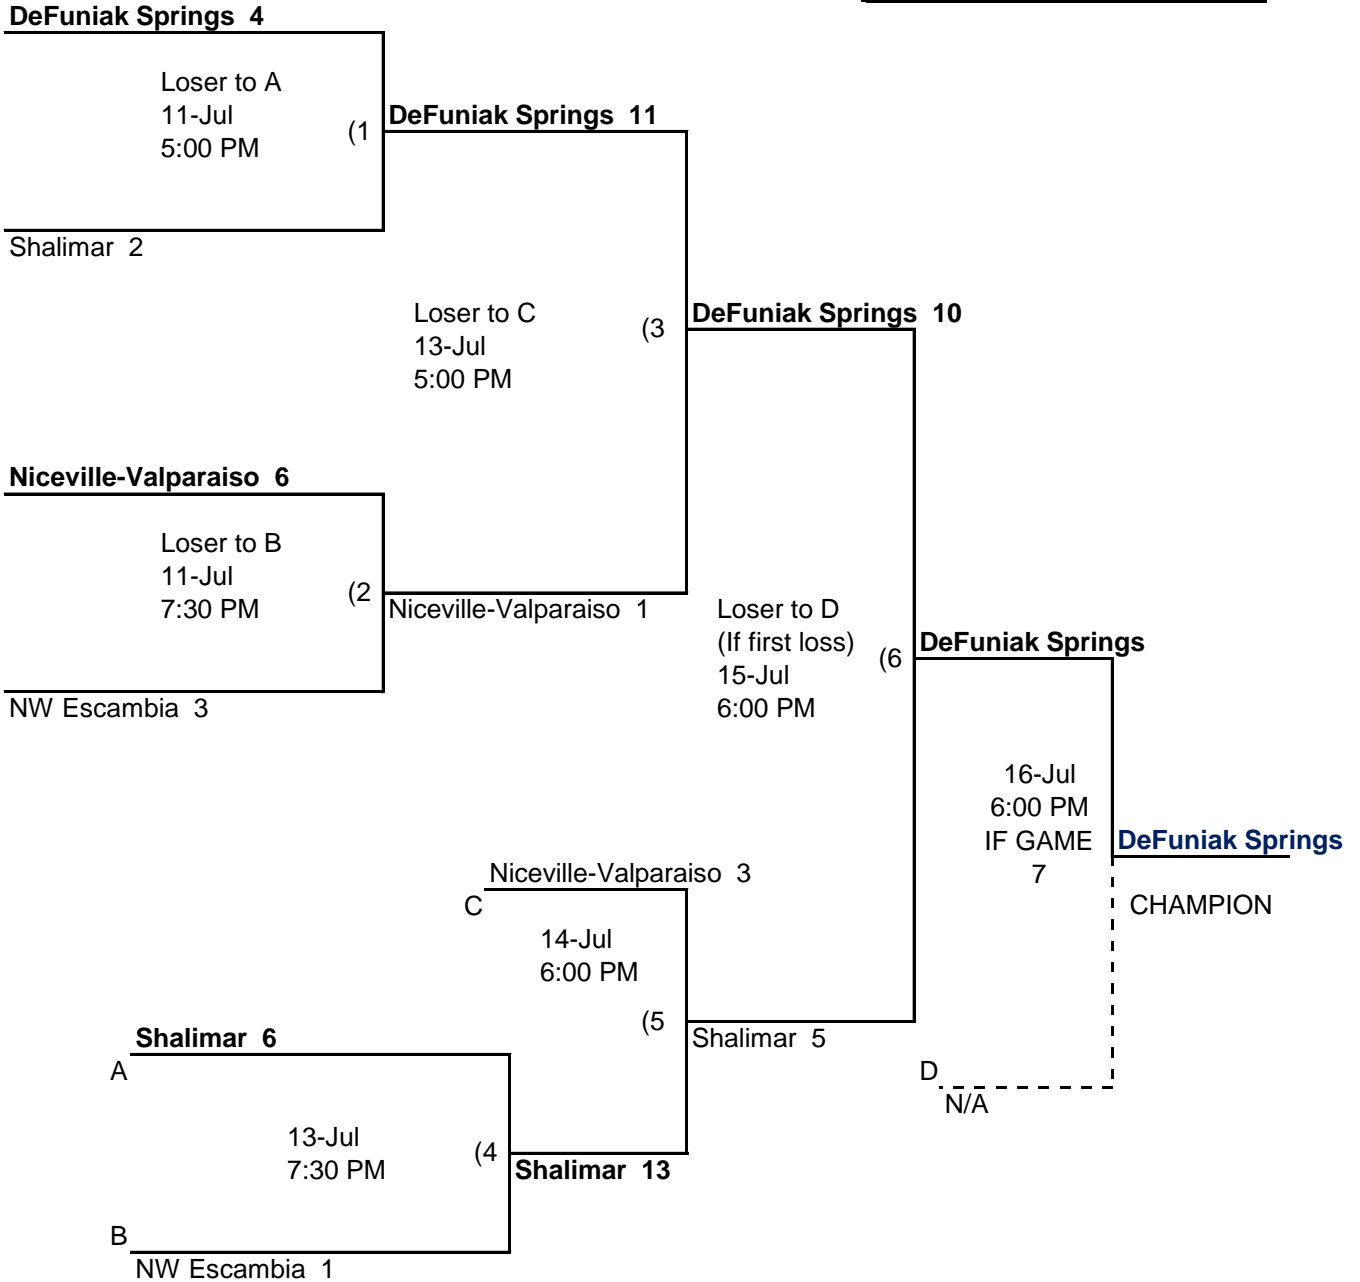 DeFuniak Springs 4
Loser to A
11-Jul
5:00 PM
(1
DeFuniak Springs 11
Shalimar 2
Loser to C
13-Jul
5:00 PM
(3
DeFuniak Springs 10
Niceville-Valparaiso 6
Loser to B
11-Jul
7:30 PM
(2
Niceville-Valparaiso 1
NW Escambia 3
Loser to D
(If first loss)
15-Jul
6:00 PM
(6
DeFuniak Springs
16-Jul
6:00 PM
IF GAME
7
DeFuniak Springs
CHAMPION
Niceville-Valparaiso 3
C
14-Jul
6:00 PM
(5
Shalimar 5
Shalimar 6
A
D
N/A
13-Jul
7:30 PM
(4
Shalimar 13
B
NW Escambia 1